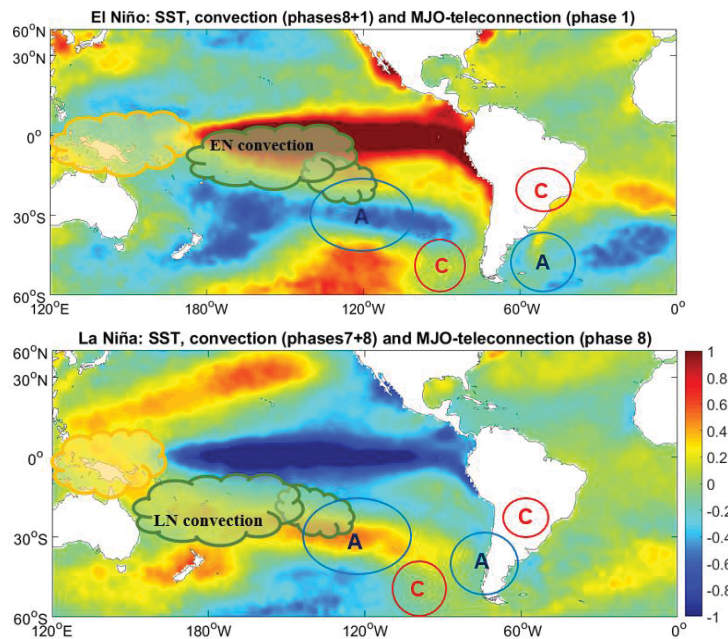 El Niño: SST, convection (phases8+1) and MJO-teleconnection (phase 1)
60°N
30°N
0°
30°S
60°S
EN convection
A
C
C
A
120°E
180°W
120°W
60°W
0°
La Niña: SST, convection (phases7+8) and MJO-teleconnection (phase 8)
60°N
30°N
0°
30°S
60°S
LN convection
A
C
A
C
120°E
180°W
120°W
60°W
0°
1
0.8
0.6
0.4
0.2
0
-0.2
-0.4
-0.6
-0.8
-1